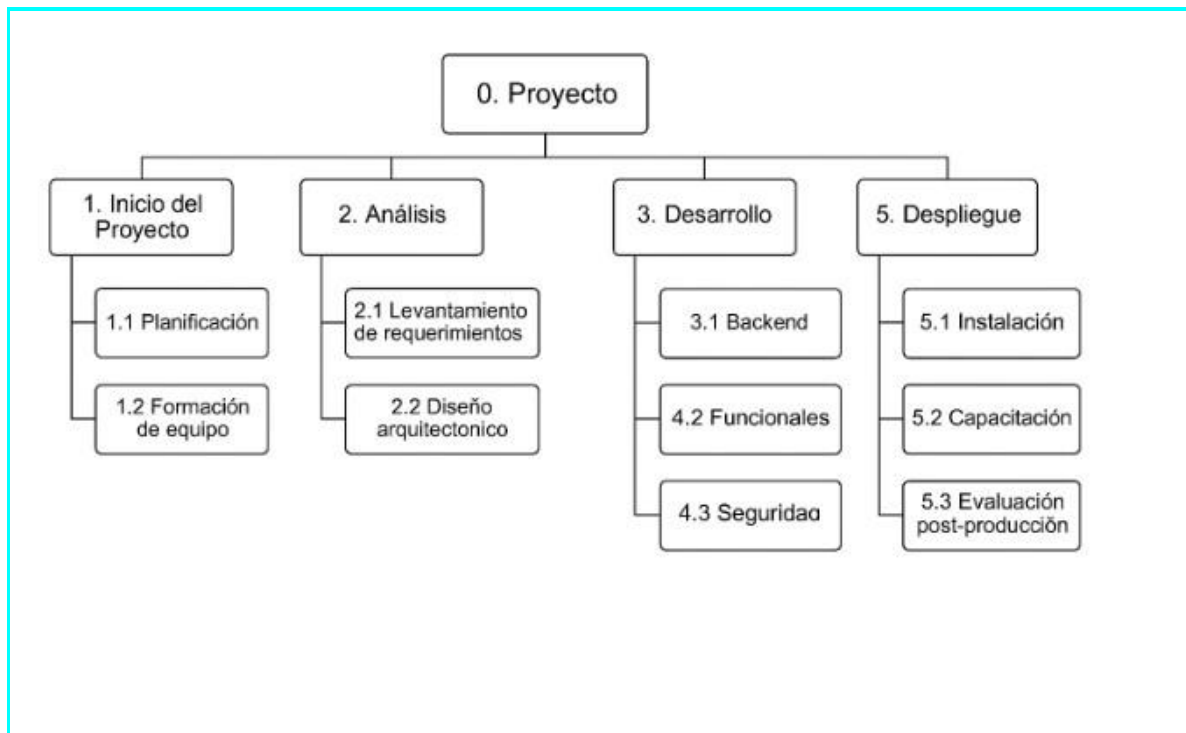 0. Proyecto
1. Inicio del
Proyecto
2. Análisis
3. Desarrollo
5. Despliegue
1.1 Planificación
1.2 Formación
de equipo
2.1 Levantamiento
de requerimientos
2.2 Diseño
arquitectonico
3.1 Backend
4.2 Funcionales
4.3 Seguridad
5.1 Instalación
5.2 Capacitación
5.3 Evaluación
post-producción